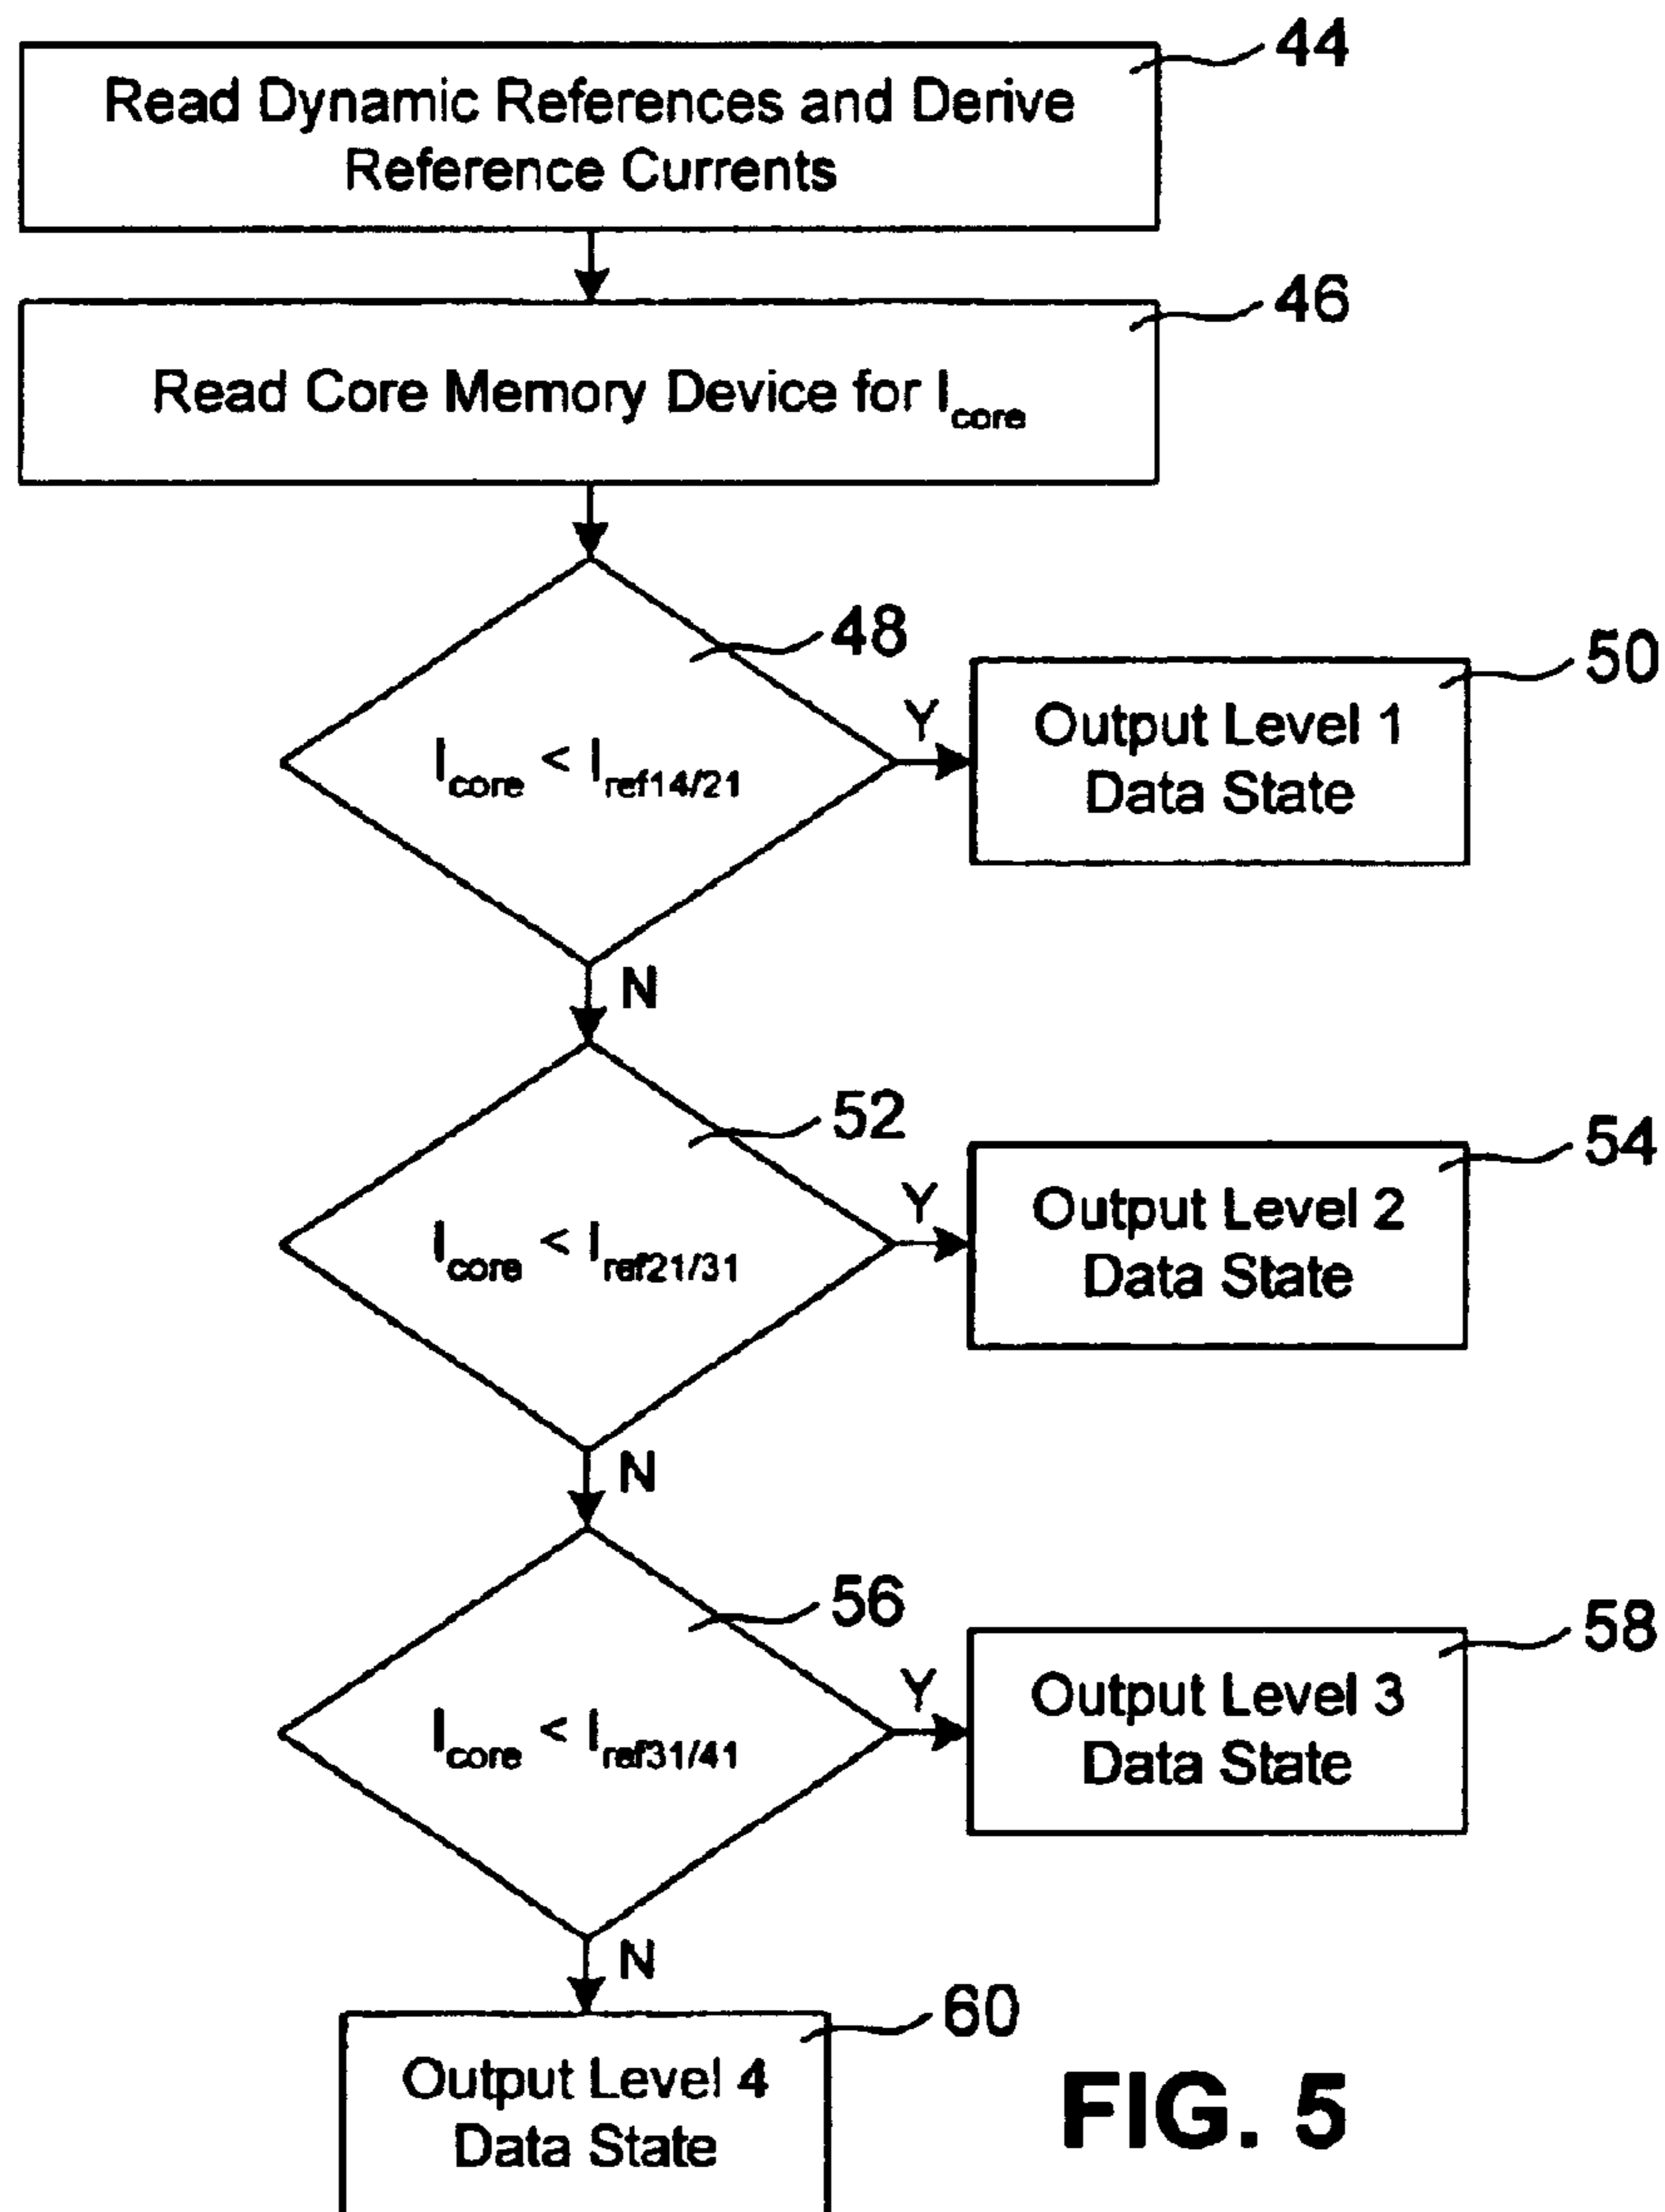 44
Read Dynamic References and Derive
Reference Currents
46
Read Core Memory Device for Icore
48
Icore < Iref14/21
Y
50
Output Level 1
Data State
N
52
Icore < Iref21/31
Y
54
Output Level 2
Data State
N
56
Icore < Iref31/41
Y
58
Output Level 3
Data State
N
60
Output Level 4
Data State
FIG. 5